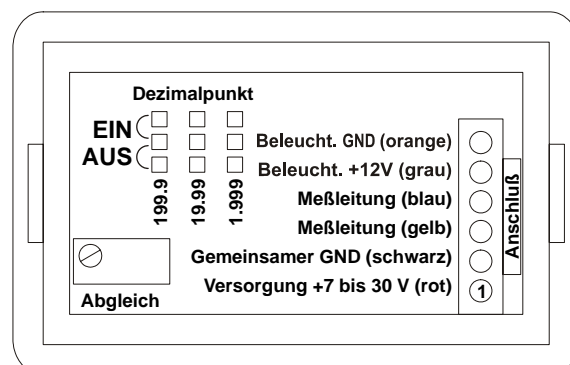 Dezimalpunkt
EIN
AUS
199.9
19.99
1.999
Abgleich
Beleucht. GND (orange)
Beleucht. +12V (grau)
Meßleitung (blau)
Meßleitung (gelb)
Gemeinsamer GND (schwarz)
Versorgung +7 bis 30 V (rot)
1
Anschluß